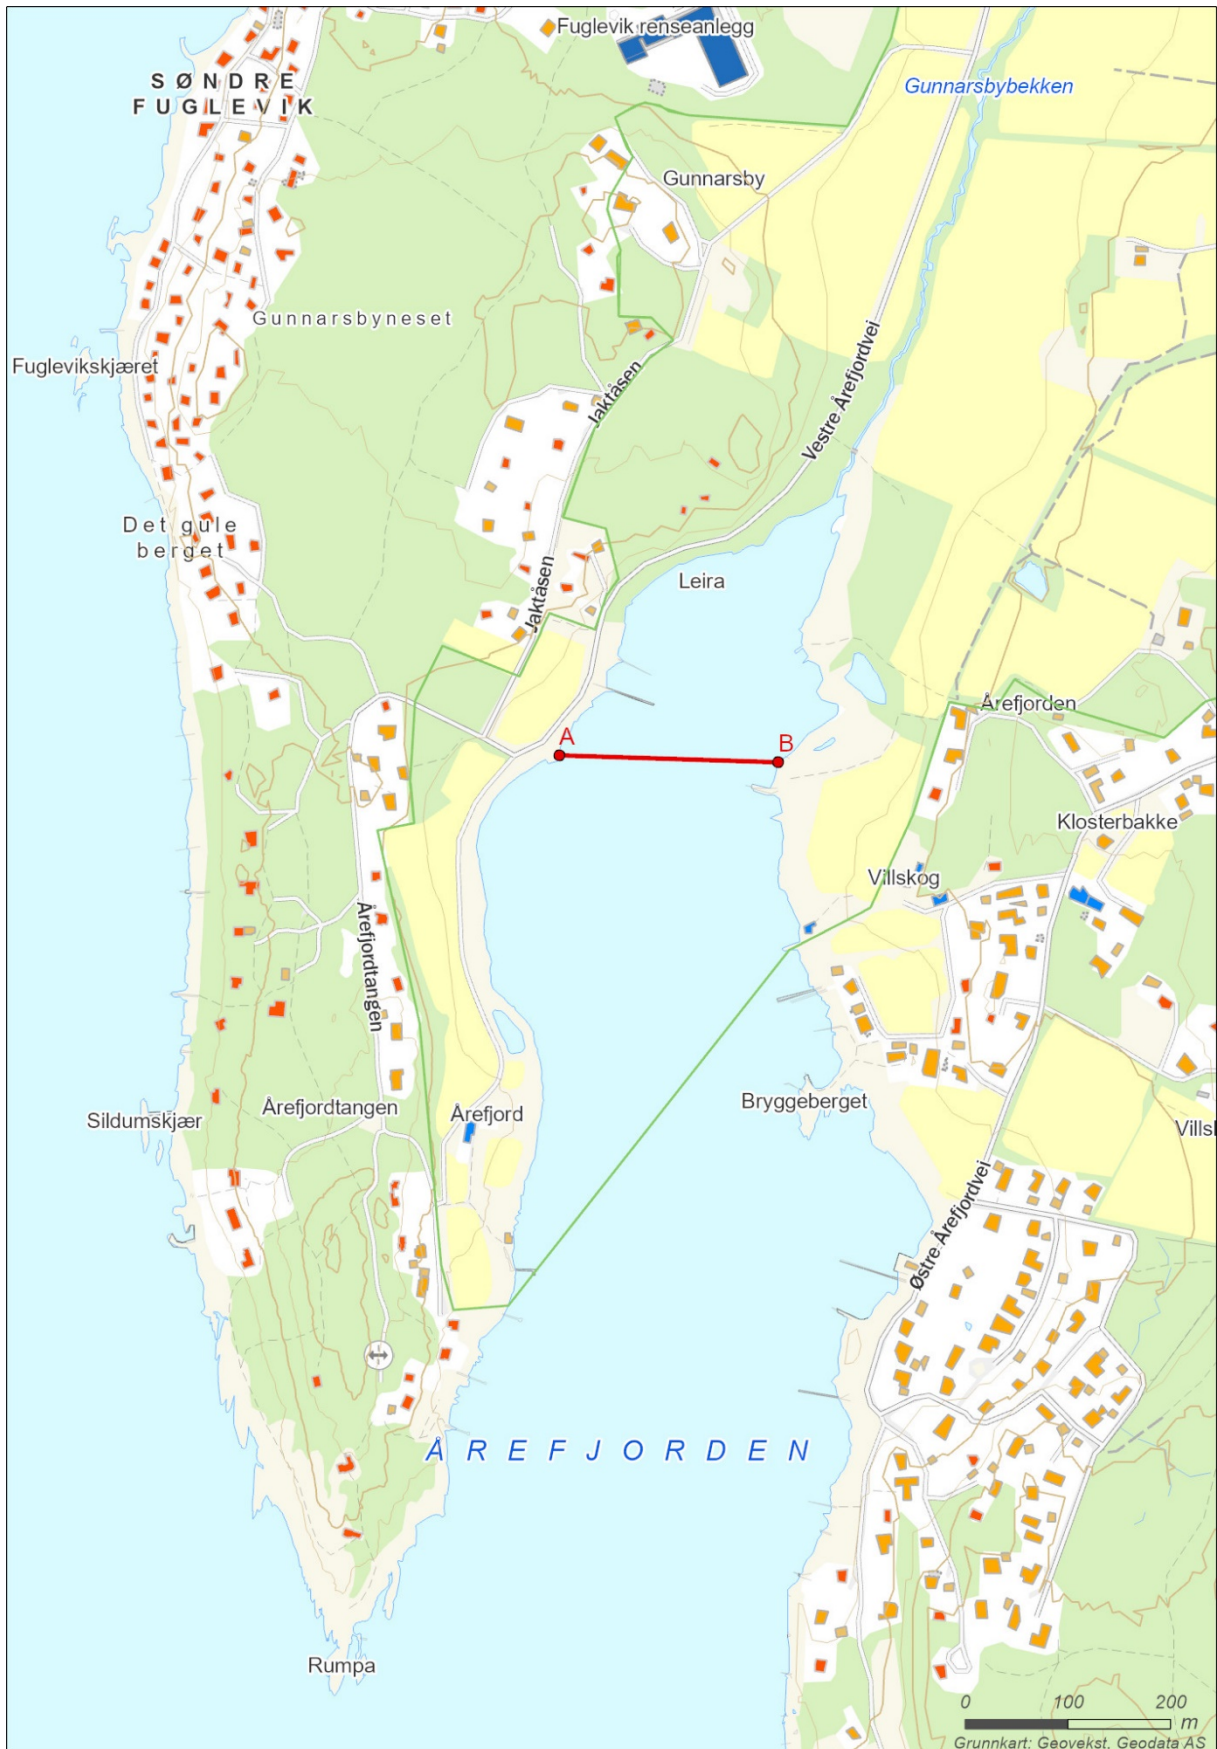 Fuglevik renseanlegg
SØNDRE
FUGLEVIK
Gunnarsbybekken
Gunnarsby
Gunnarsbyneset
Fuglevikskjæret
Jaktåsen
Vestre Årefjordvei
Det gule
berget
Leira
Jaktåsen
Årefjorden
A
B
Klosterbakke
Villskog
Årefjordtangen
Årefjordtangen
Årefjord
Bryggeberget
Sildumskjær
Østre Årefjordvei
ÅREFJORDEN
Rumpa
0 100 200
m
Grunnkart: Geovekst, Geodata AS